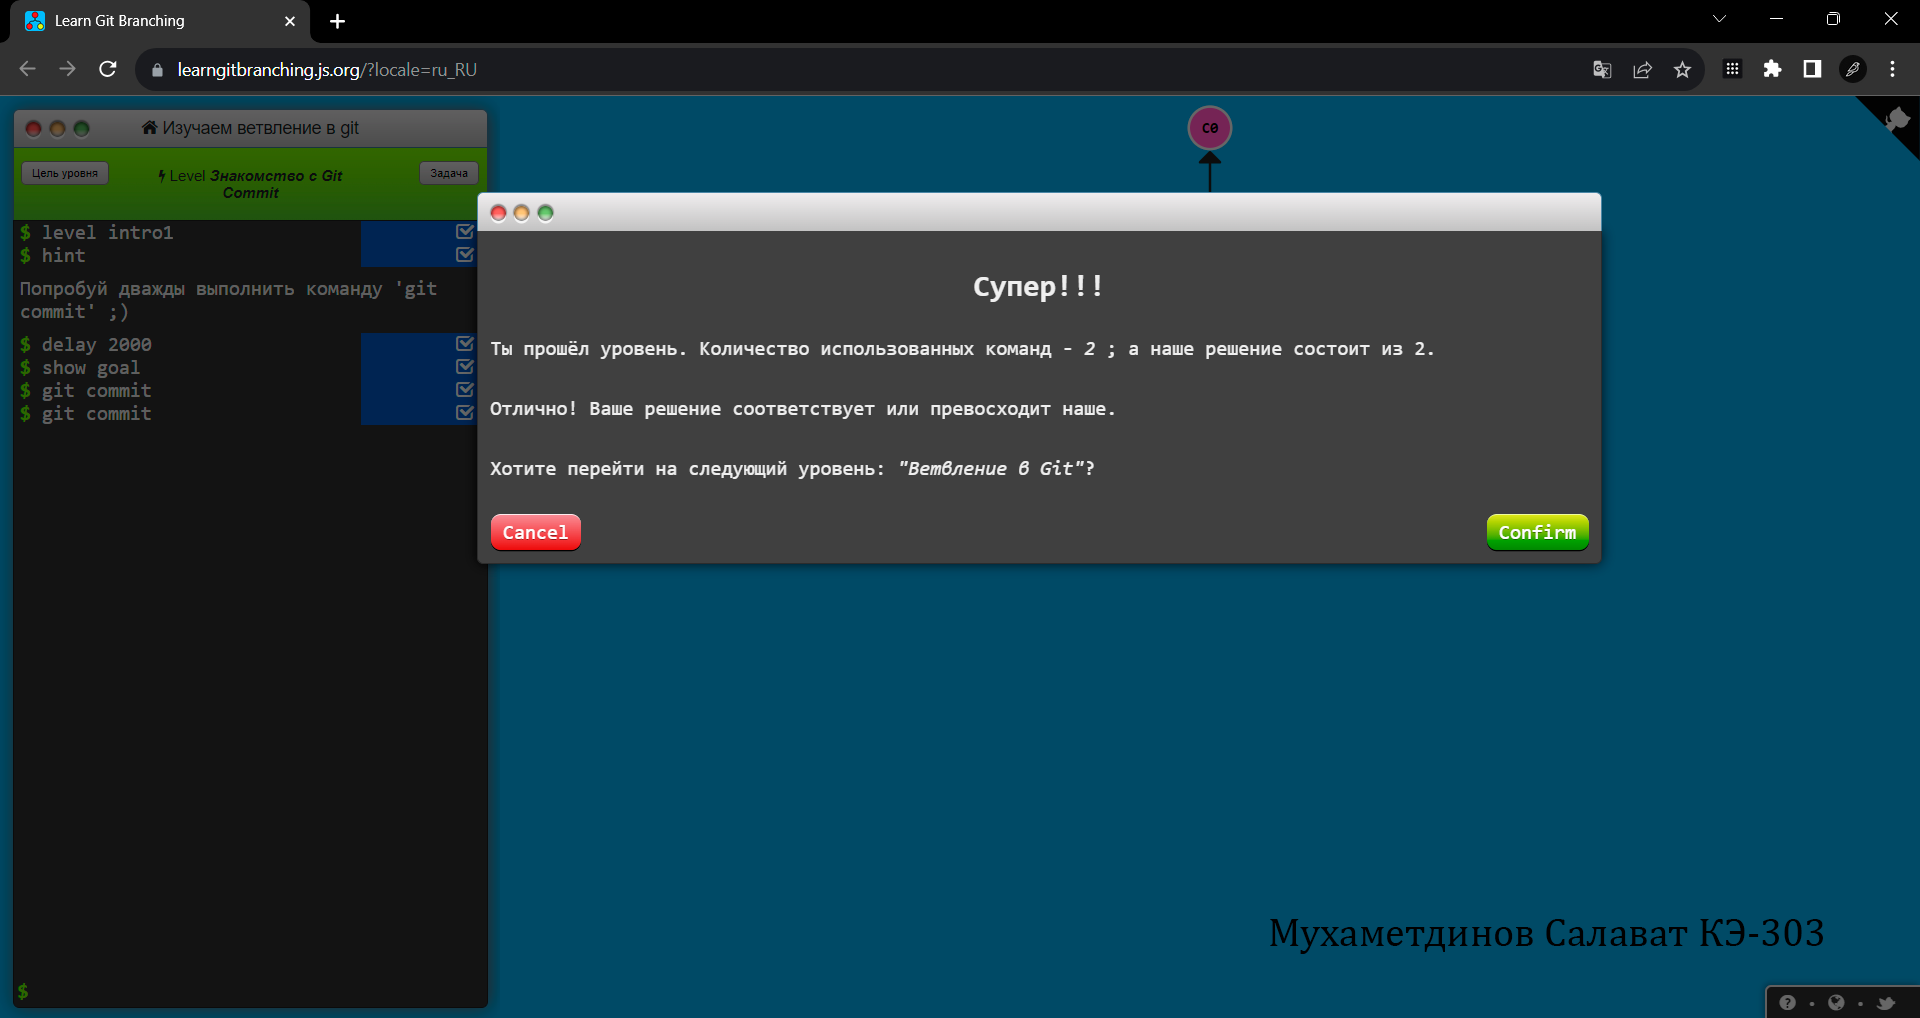 Learn Git Branching
learngitbranching.js.org/?locale=ru_RU
Изучаем ветвление в git
Цель уровня
Level Знакомство с Git
Commit
Задача
$ level intro1
$ hint
Попробуй дважды выполнить команду 'git
commit' ;)
$ delay 2000
$ show goal
$ git commit
$ git commit
$
C0
Супер!!!
Ты прошёл уровень. Количество использованных команд - 2 ; а наше решение состоит из 2.
Отлично! Ваше решение соответствует или превосходит наше.
Хотите перейти на следующий уровень: "Ветвление в Git"?
Cancel
Confirm
Мухаметдинов Салават КЭ-303